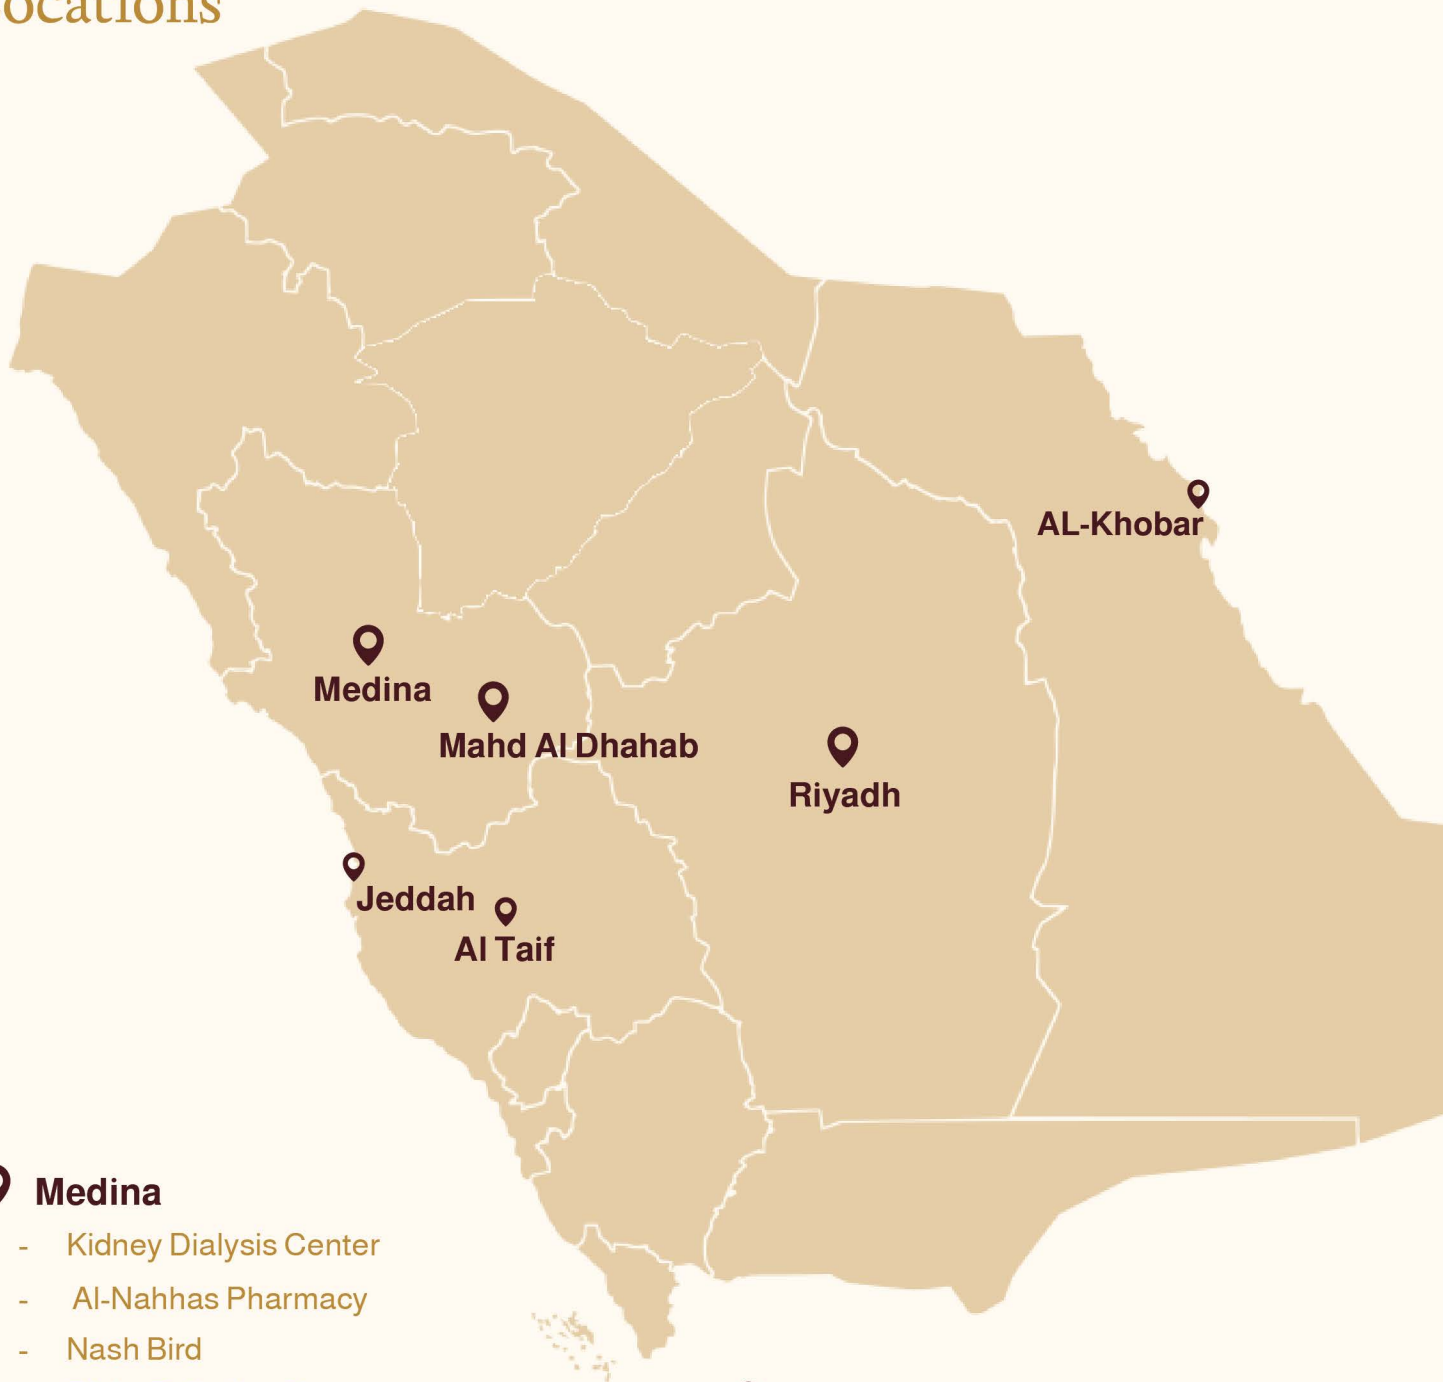 ocations
AL-Khobar
Medina
Mahd Al Dhahab
Riyadh
Jeddah
Al Taif
Medina
- Kidney Dialysis Center
- Al-Nahhas Pharmacy
- Nash Bird